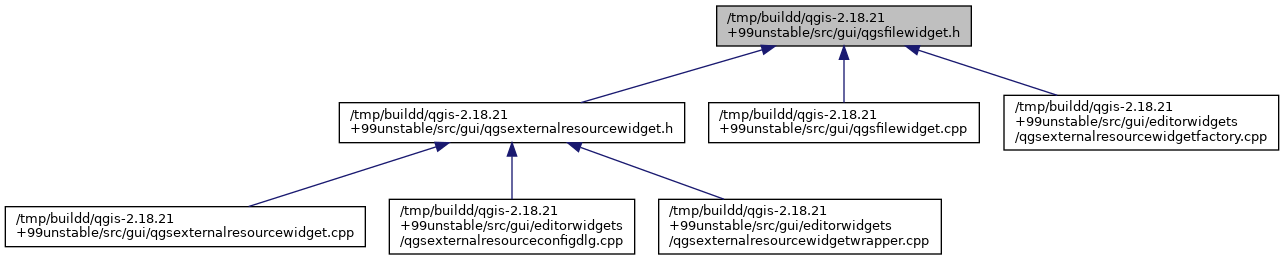 /tmp/buildd/qgis-2.18.21
+99unstable/src/gui/qgsfilewidget.h
/tmp/buildd/qgis-2.18.21
+99unstable/src/gui/qgsexternalresourcewidget.h
/tmp/buildd/qgis-2.18.21
+99unstable/src/gui/qgsfilewidget.cpp
/tmp/buildd/qgis-2.18.21
+99unstable/src/gui/editorwidgets
/qgsexternalresourcewidgetfactory.cpp
/tmp/buildd/qgis-2.18.21
+99unstable/src/gui/qgsexternalresourcewidget.cpp
/tmp/buildd/qgis-2.18.21
+99unstable/src/gui/editorwidgets
/qgsexternalresourceconfigdlg.cpp
/tmp/buildd/qgis-2.18.21
+99unstable/src/gui/editorwidgets
/qgsexternalresourcewidgetwrapper.cpp